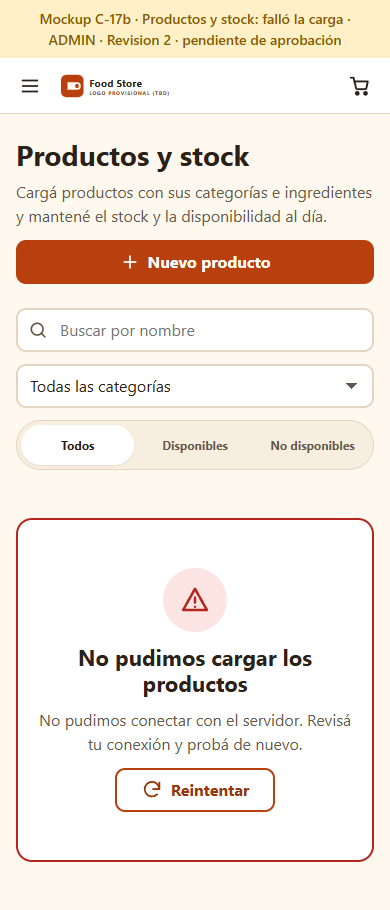 Mockup C-17b · Productos y stock: falló la carga ·
ADMIN · Revision 2 · pendiente de aprobación
Food Store
LOGO PROVISIONAL (TBD)
Productos y stock
Cargá productos con sus categorías e ingredientes
y mantené el stock y la disponibilidad al día.
Nuevo producto
Buscar por nombre
Todas las categorías
Todos
Disponibles
No disponibles
No pudimos cargar los
productos
No pudimos conectar con el servidor. Revisá
tu conexión y probá de nuevo.
Reintentar